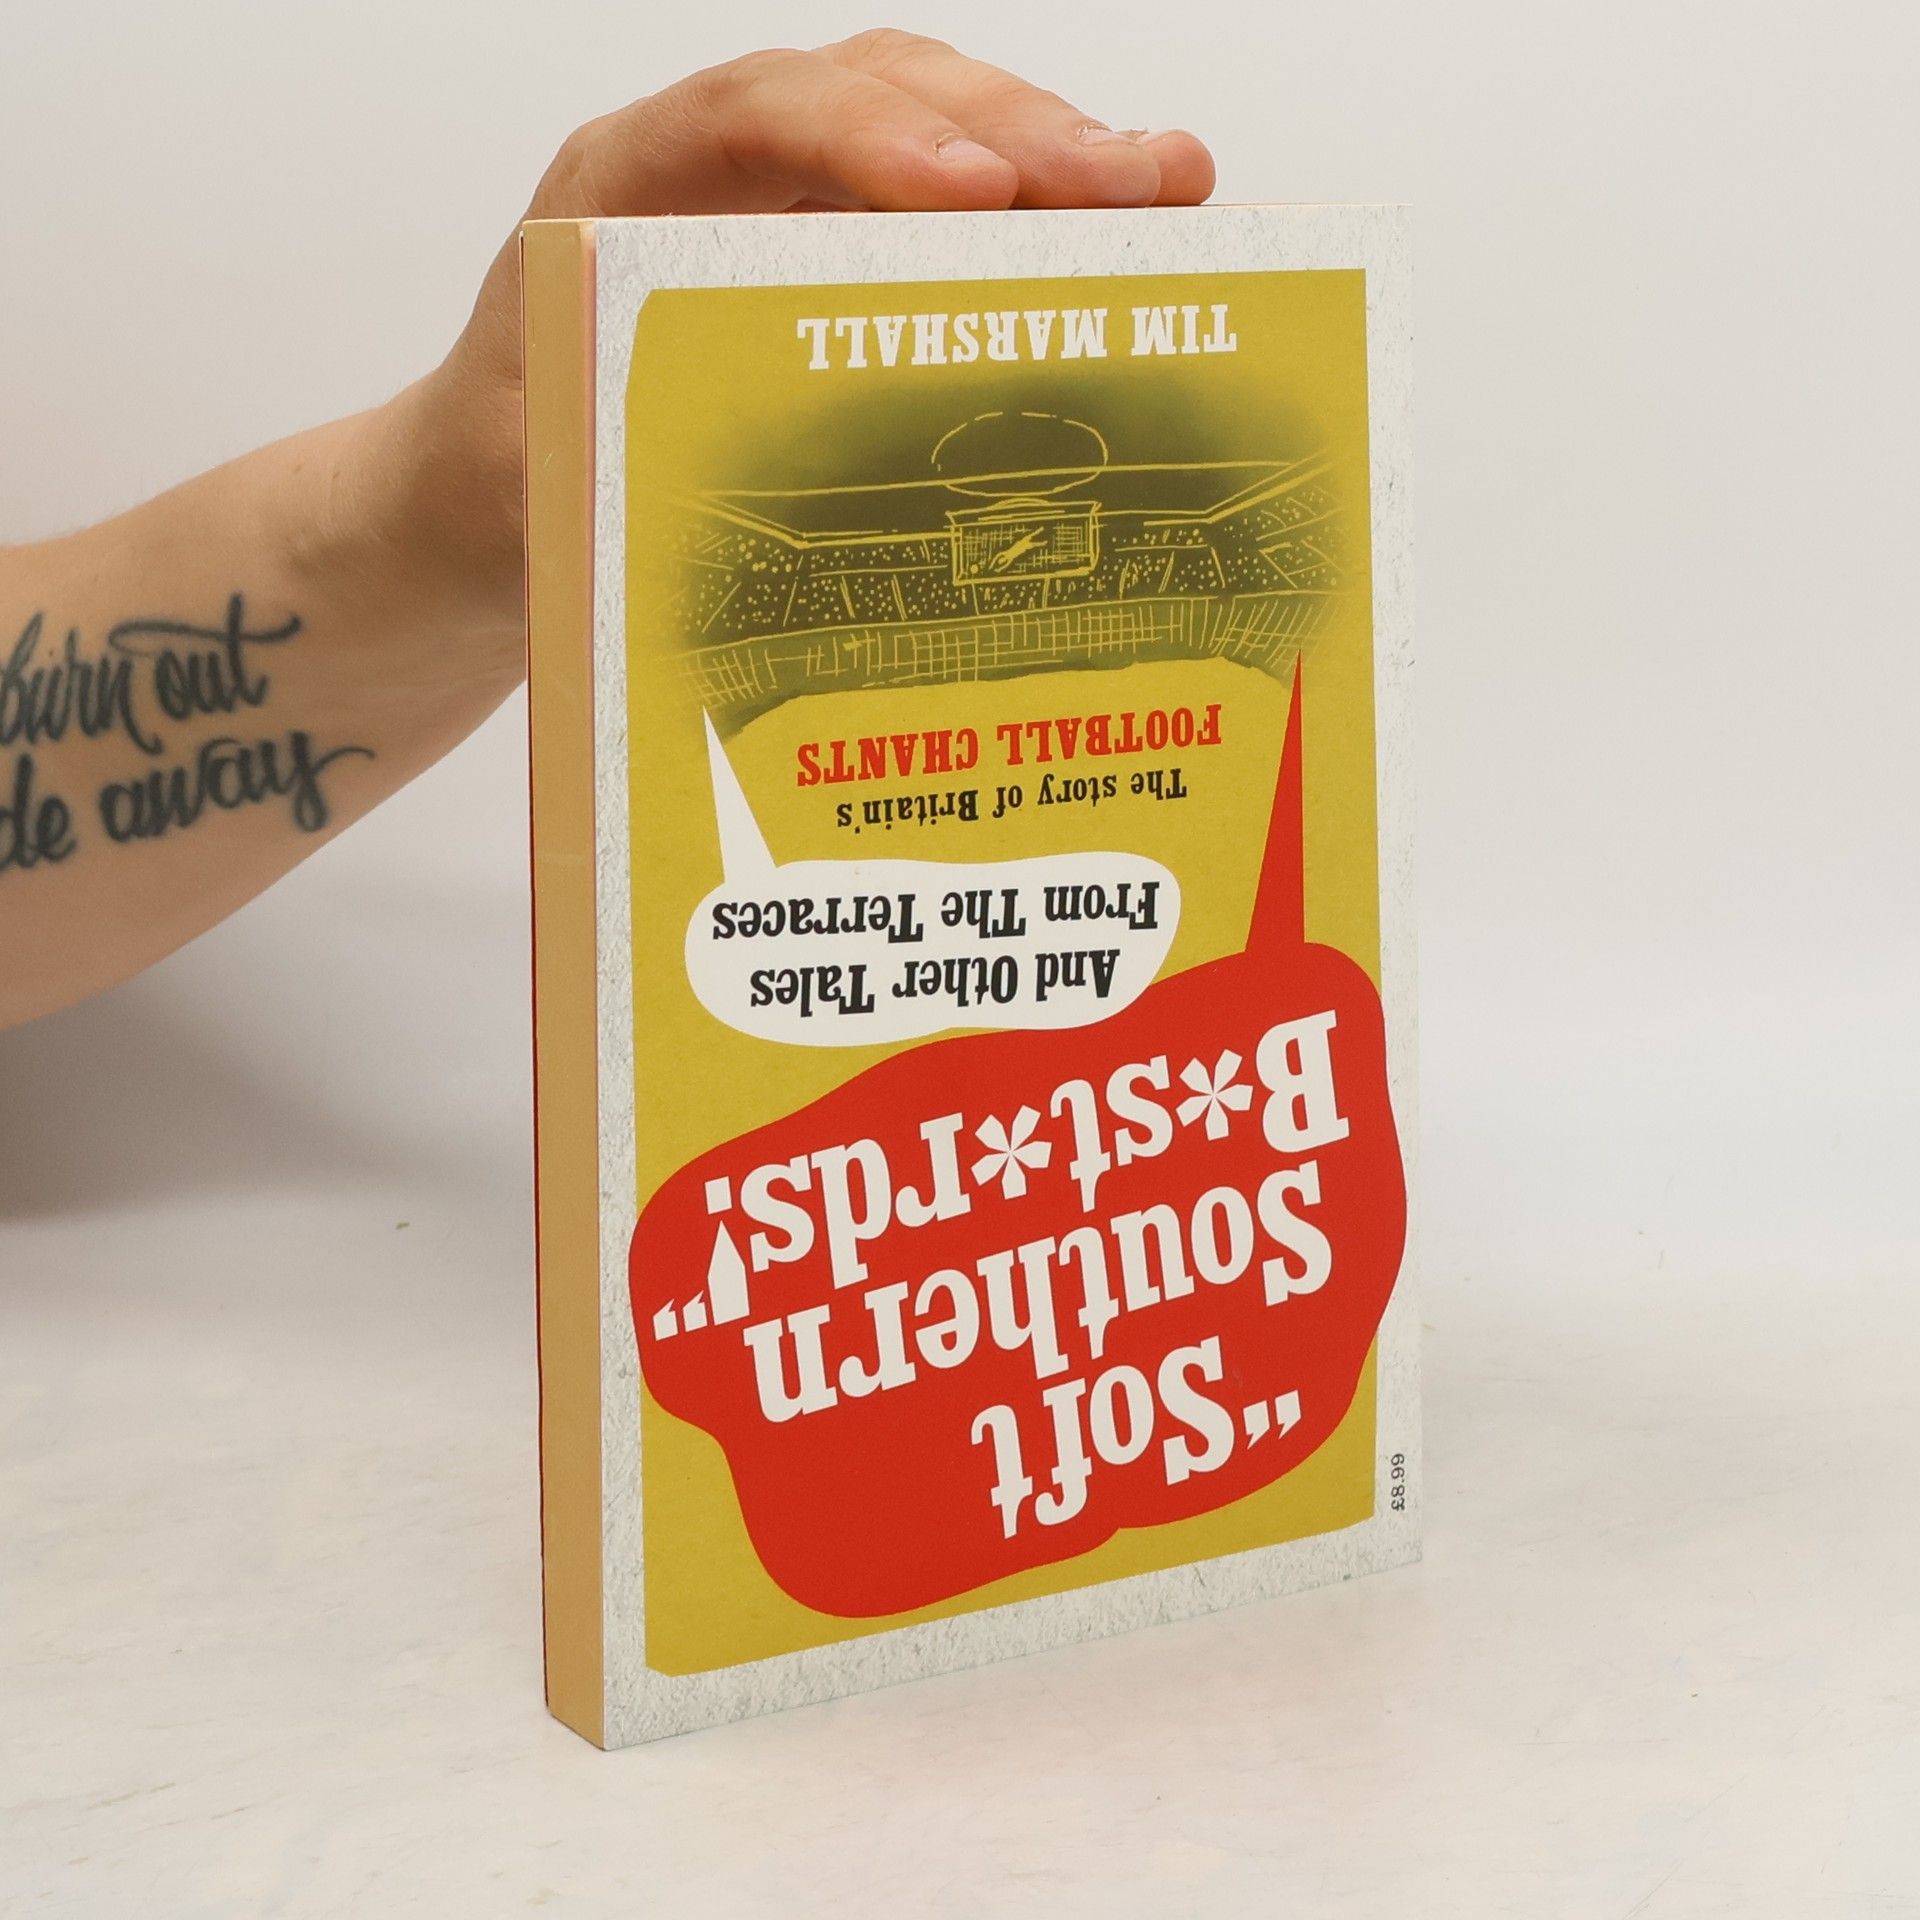 "Soft
Southern
B*st*rds!"
And Other Tales
From The Terraces
The story of Britain's
FOOTBALL CHANTS
TIM MARSHALL
£8.99
burn out
de away